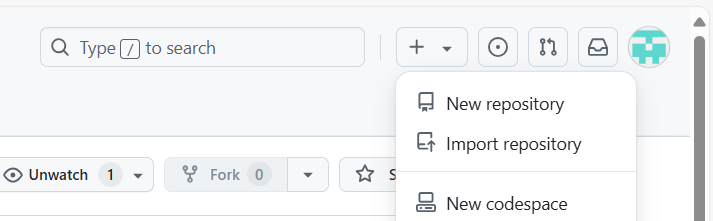 Type / to search
New repository
Import repository
Unwatch 1
Fork 0
New codespace